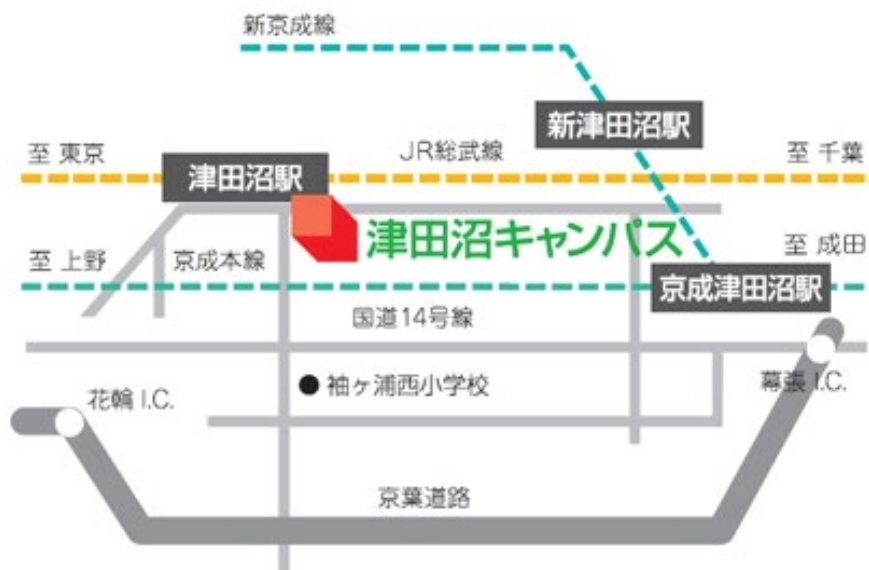 新京成線
新津田沼駅
至 東京
津田沼駅
JR総武線
至 千葉
津田沼キャンパス
至 上野
京成本線
至 成田
京成津田沼駅
国道14号線
花輪 I.C.
袖ヶ浦西小学校
幕張 I.C.
京葉道路